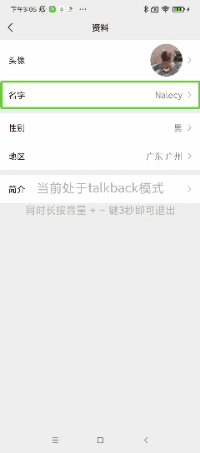 下午3:05
资料
头像
名字 Nalecy
性别 男
地区 广东 广州
简介 当前处于talkback模式
同时长按音量 + − 键3秒即可退出